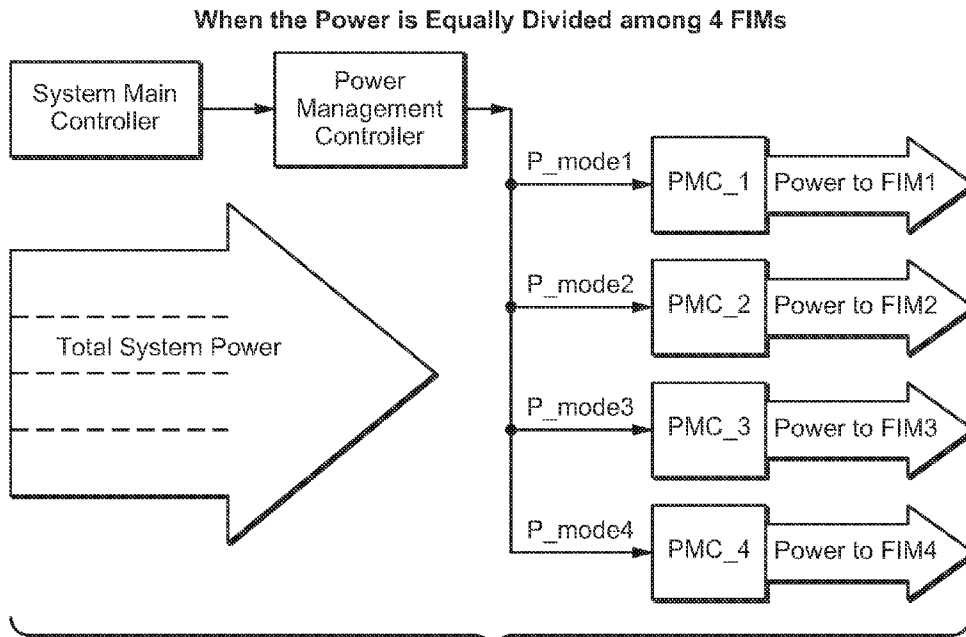 When the Power is Equally Divided among 4 FIMs
System Main
Controller
Power
Management
Controller
P_mode1
PMC_1
Power to FIM1
P_mode2
PMC_2
Power to FIM2
Total System Power
P_mode3
PMC_3
Power to FIM3
P_mode4
PMC_4
Power to FIM4